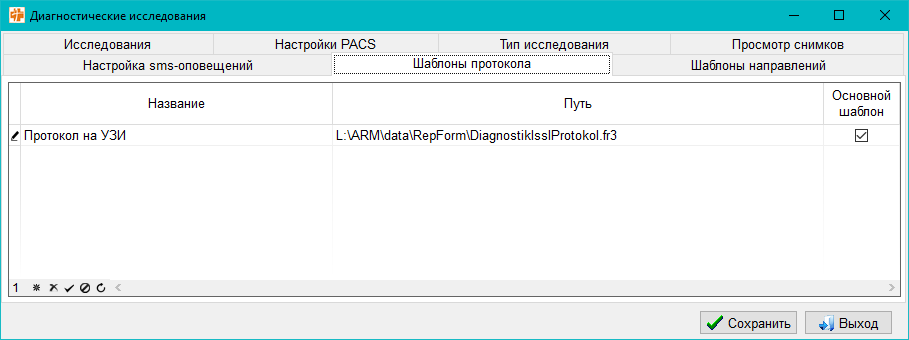 Диагностические исследования
Исследования Настройки PACS Тип исследования Просмотр снимков
Настройка sms-оповещений Шаблоны протокола Шаблоны направлений
Название Путь Основной шаблон
Протокол на УЗИ L:\ARM\data\RepForm\DiagnostikIsslProtokol.fr3
1
Сохранить Выход